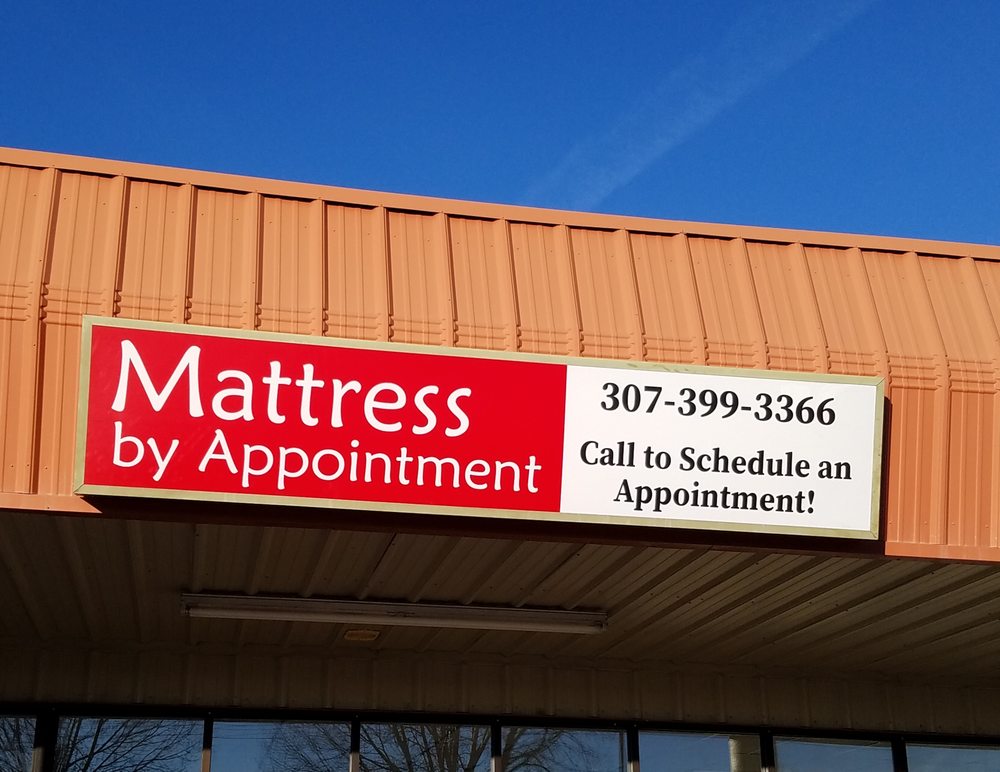 Mattress
by Appointment
307-399-3366
Call to Schedule an
Appointment!